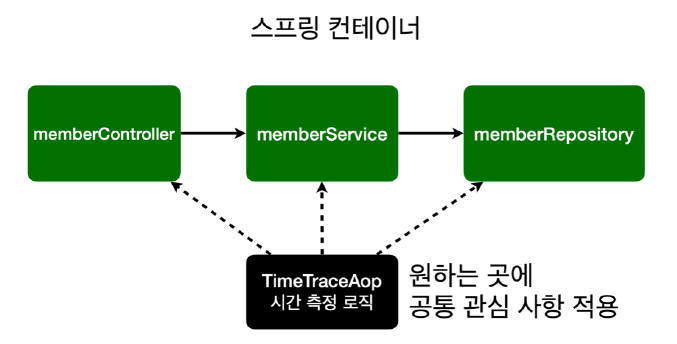 스프링 컨테이너
memberController
memberService
memberRepository
TimeTraceAop
시간 측정 로직
원하는 곳에
공통 관심 사항 적용